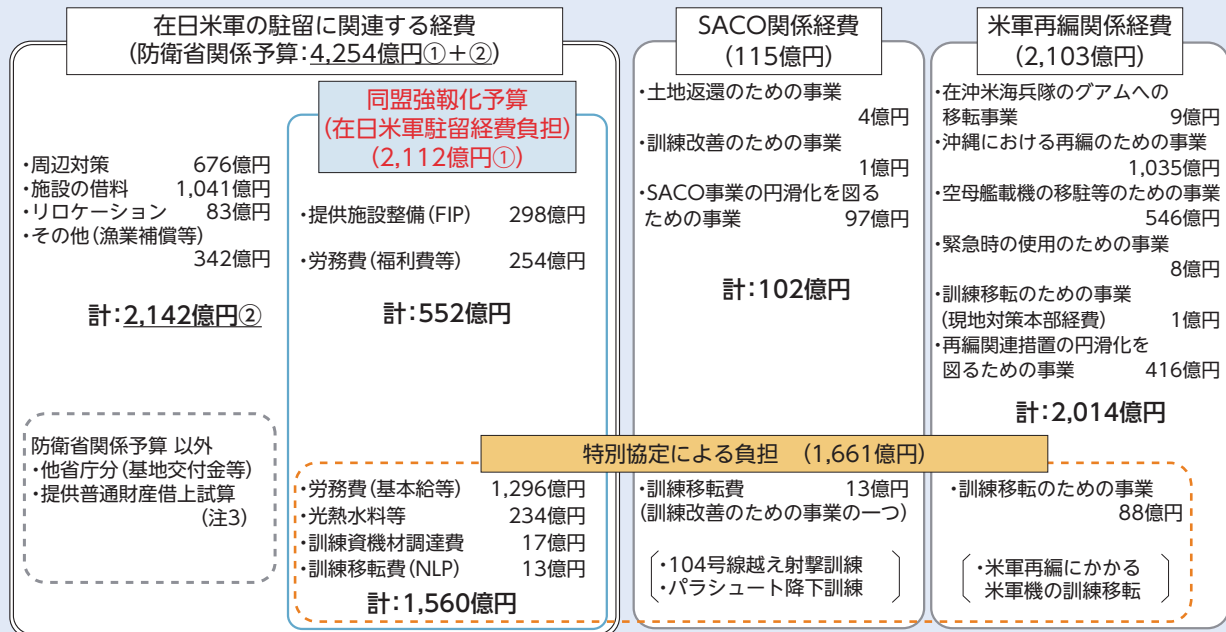 在日米軍の駐留に関連する経費
(防衛省関係予算：4,254億円①＋②)
同盟強靱化予算
(在日米軍駐留経費負担)
(2,112億円①)
・周辺対策 676億円
・施設の借料 1,041億円
・リロケーション 83億円
・その他(漁業補償等)
342億円
計：2,142億円②
・提供施設整備(FIP) 298億円
・労務費(福利費等) 254億円
計：552億円
防衛省関係予算 以外
・他省庁分(基地交付金等)
・提供普通財産借上試算
(注3)
SACO関係経費
(115億円)
・土地返還のための事業
4億円
・訓練改善のための事業
1億円
・SACO事業の円滑化を図る
ための事業 97億円
計：102億円
米軍再編関係経費
(2,103億円)
・在沖米海兵隊のグアムへの
移転事業 9億円
・沖縄における再編のための事業
1,035億円
・空母艦載機の移駐等のための事業
546億円
・緊急時の使用のための事業
8億円
・訓練移転のための事業
(現地対策本部経費) 1億円
・再編関連措置の円滑化を
図るための事業 416億円
計：2,014億円
特別協定による負担 (1,661億円)
・労務費(基本給等) 1,296億円
・光熱水料等 234億円
・訓練資機材調達費 17億円
・訓練移転費(NLP) 13億円
計：1,560億円
・訓練移転費 13億円
(訓練改善のための事業の一つ)
・104号線越え射撃訓練
・パラシュート降下訓練
・訓練移転のための事業
88億円
・米軍再編にかかる
米軍機の訓練移転